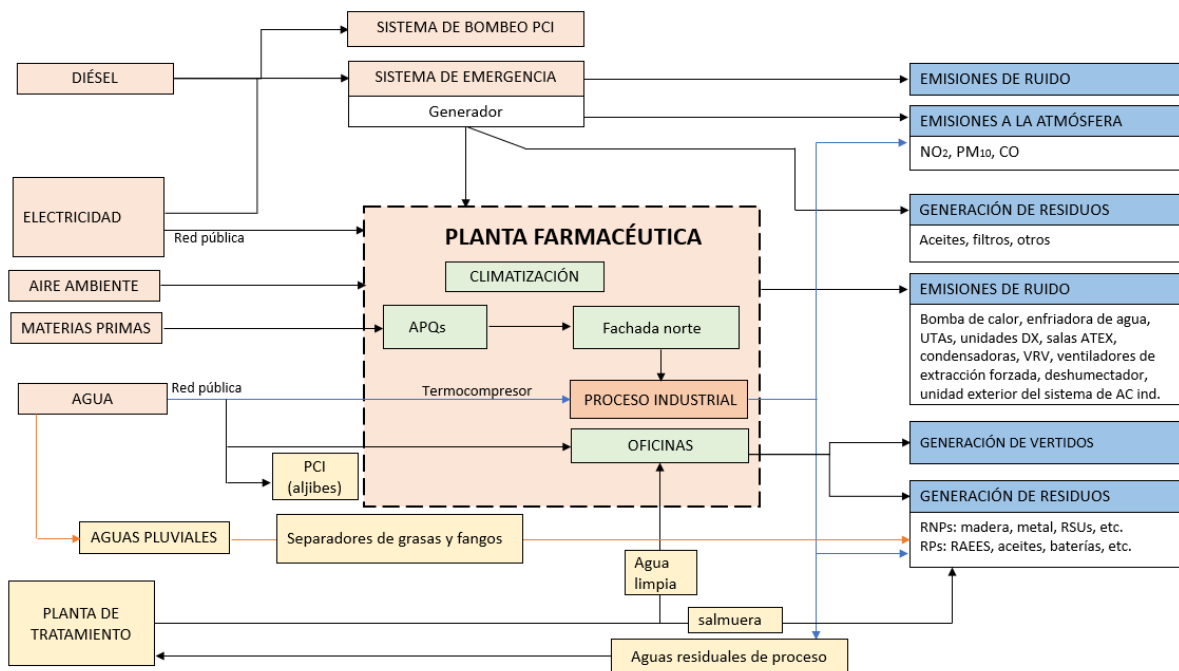 SISTEMA DE BOMBEO PCI
DIÉSEL
SISTEMA DE EMERGENCIA
Generador
EMISIONES DE RUIDO
EMISIONES A LA ATMÓSFERA
NO2, PM10, CO
ELECTRICIDAD
Red pública
GENERACIÓN DE RESIDUOS
Aceites, filtros, otros
PLANTA FARMACÉUTICA
CLIMATIZACIÓN
AIRE AMBIENTE
MATERIAS PRIMAS
APQs
Fachada norte
EMISIONES DE RUIDO
Bomba de calor, enfriadora de agua,
UTAs, unidades DX, salas ATEX,
condensadoras, VRV, ventiladores de
extracción forzada, deshumectador,
unidad exterior del sistema de AC ind.
AGUA
Red pública
Termocompresor
PROCESO INDUSTRIAL
OFICINAS
GENERACIÓN DE VERTIDOS
PCI
(aljibes)
GENERACIÓN DE RESIDUOS
RNPs: madera, metal, RSUs, etc.
RPs: RAEES, aceites, baterías, etc.
AGUAS PLUVIALES
Separadores de grasas y fangos
Agua
limpia
PLANTA DE
TRATAMIENTO
salmuera
Aguas residuales de proceso